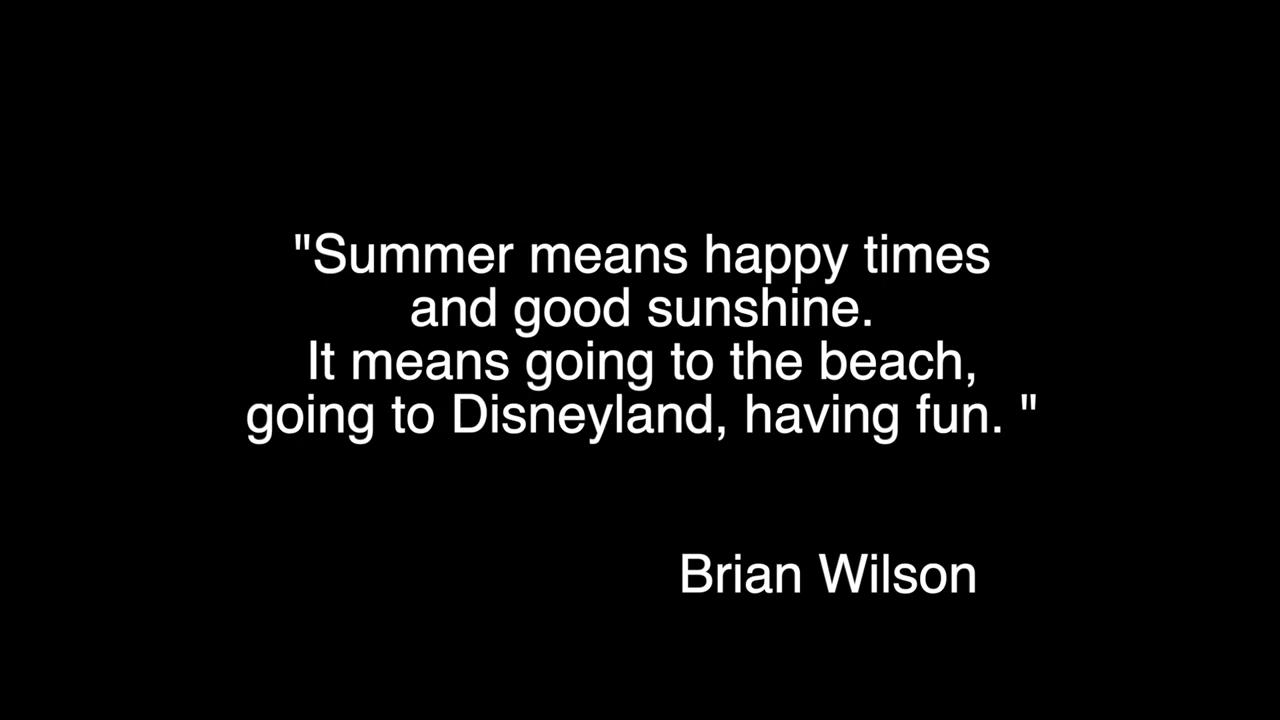 "Summer means happy times
and good sunshine.
It means going to the beach,
going to Disneyland, having fun. "
Brian Wilson